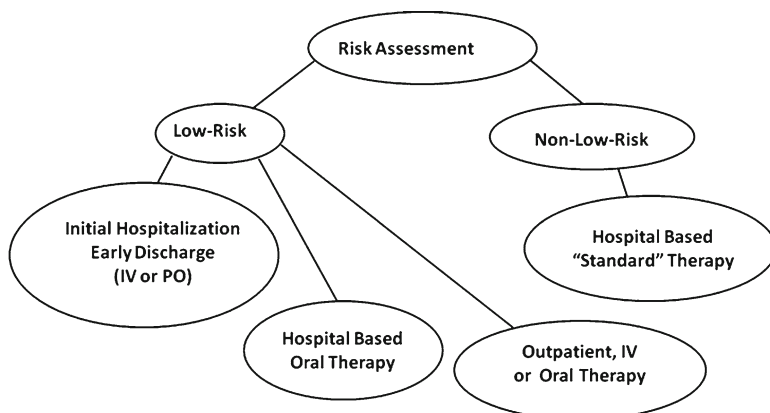 Risk Assessment
Low-Risk
Non-Low-Risk
Initial Hospitalization
Early Discharge
(IV or PO)
Hospital Based
“Standard” Therapy
Hospital Based
Oral Therapy
Outpatient, IV
or Oral Therapy